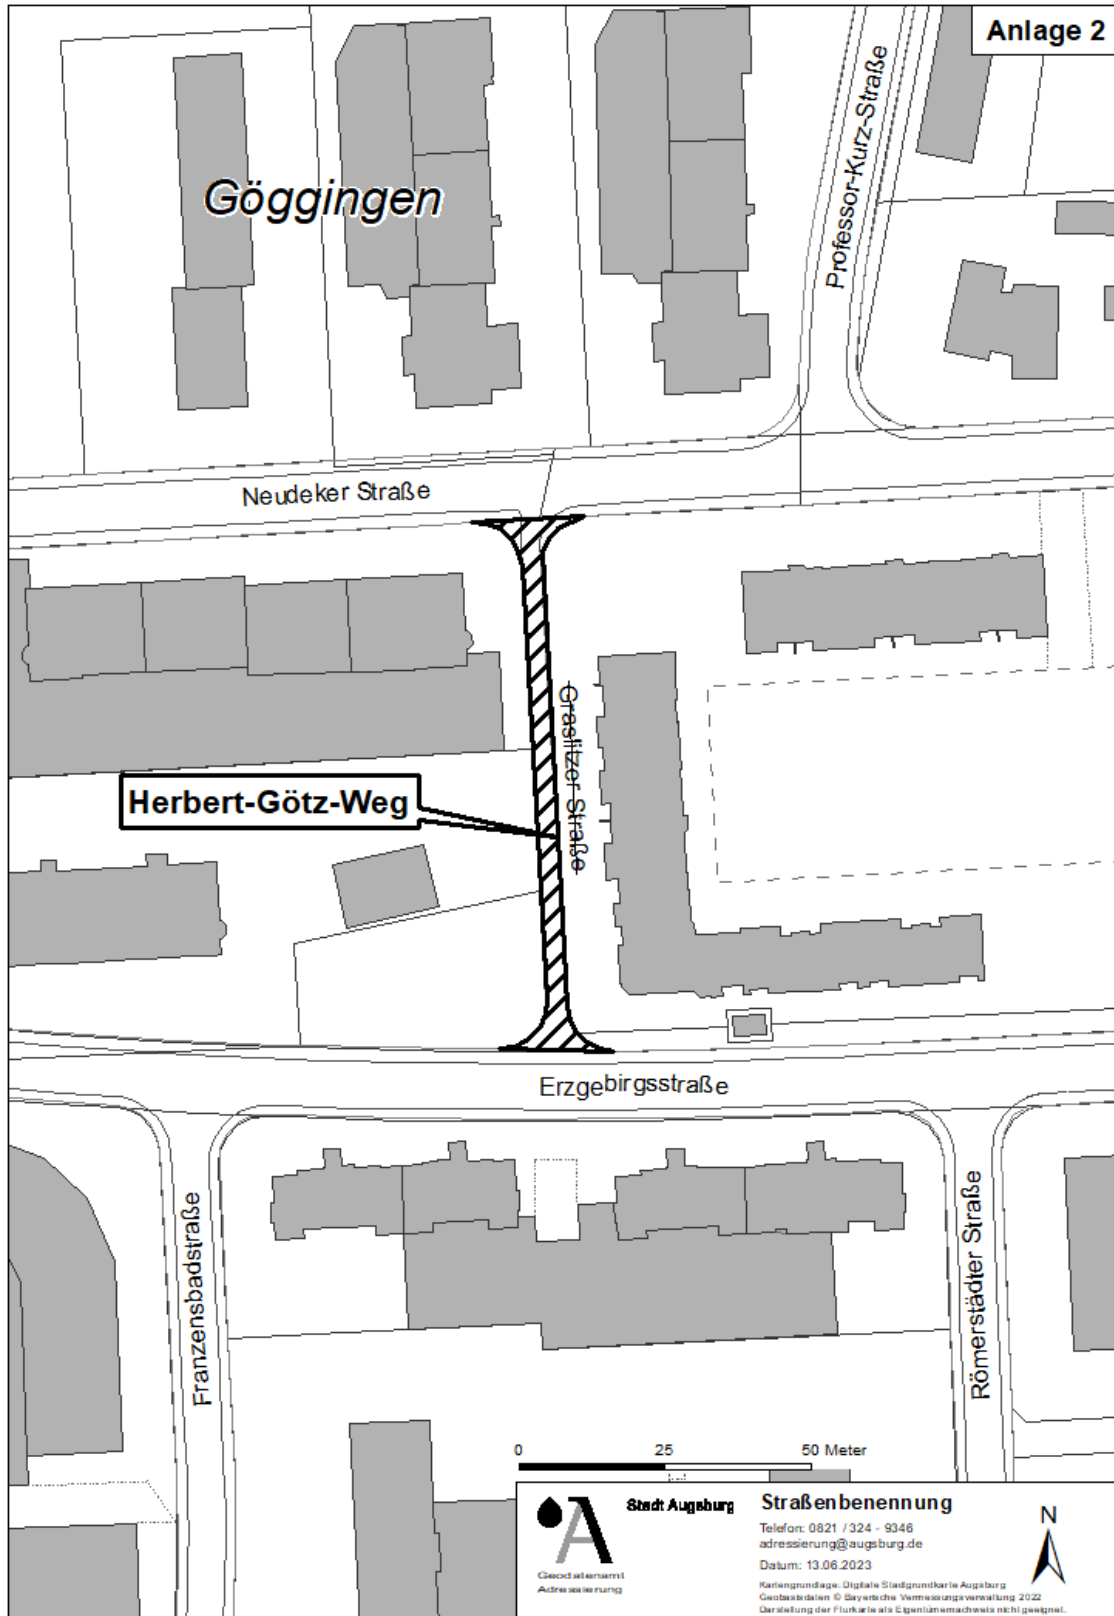 Anlage 2
Professor-Kurz-Straße
Göggingen
Neudeker Straße
Graslitzer Straße
Herbert-Götz-Weg
Erzgebirgsstraße
Franzensbadstraße
Römerstädter Straße
0 25 50 Meter
Stadt Augsburg
Geodatenamt
Adressierung
Straßenbenennung
Telefon: 0821 / 324 - 9346
adressierung@augsburg.de
Datum: 13.06.2023
Kartengrundlage: Digitale Stadtgrundkarte Augsburg
Geobasisdaten © Bayerische Vermessungsverwaltung 2022
Darstellung der Flurkarte als Eigentümernachweis nicht geeignet.
N